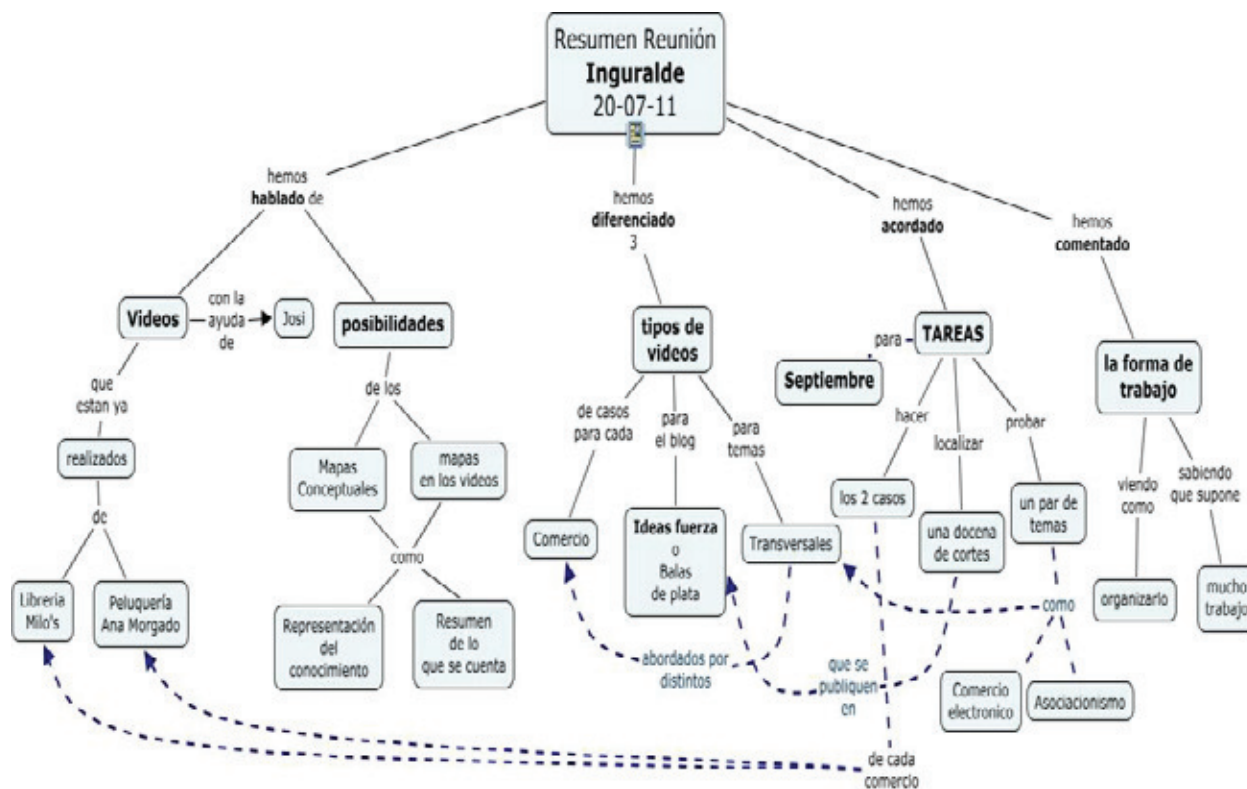 Resumen Reunión
Inguralde
20-07-11
hemos
hablado de
hemos
diferenciado
3
hemos
acordado
hemos
comentado
Videos
con la
ayuda
de
Josi
posibilidades
tipos de
videos
para
TAREAS
Septiembre
la forma de
trabajo
que
estan ya
realizados
de
Libreria
Milo's
Peluquería
Ana Morgado
de los
Mapas
Conceptuales
mapas
en los videos
como
Representación
del
conocimiento
Resumen
de lo
que se cuenta
de casos
para cada
para
el blog
para
temas
Comercio
Ideas fuerza
o
Balas
de plata
Transversales
abordados por
distintos
hacer
localizar
probar
los 2 casos
una docena
de cortes
un par de
temas
que se
publiquen
en
como
Comercio
electronico
Asociacionismo
de cada
comercio
viendo
como
sabiendo
que supone
organizarlo
mucho
trabajo